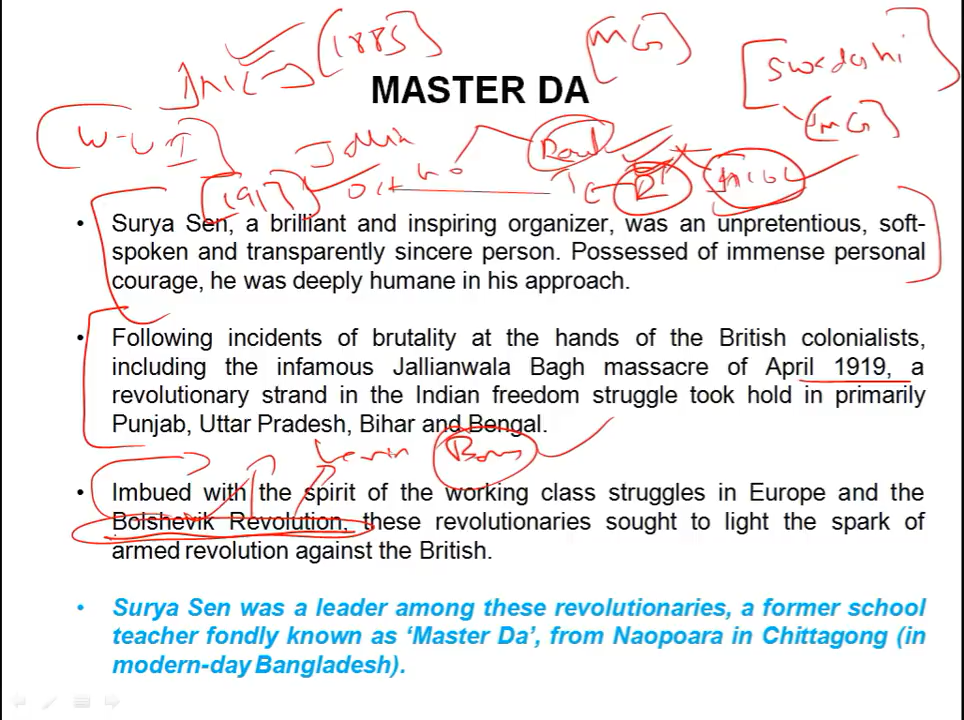 (1885)
[MG]
[Swadeshi
MASTER DA
[MG]
W-W I
India
(1917)
Surya Sen, a brilliant and inspiring organizer, was an unpretentious, soft-
spoken and transparently sincere person. Possessed of immense personal
courage, he was deeply humane in his approach.
Following incidents of brutality at the hands of the British colonialists,
including the infamous Jallianwala Bagh massacre of April 1919, a
revolutionary strand in the Indian freedom struggle took hold in primarily
Punjab, Uttar Pradesh, Bihar and Bengal.
Lenin
Imbued with the spirit of the working class struggles in Europe and the
Bolshevik Revolution, these revolutionaries sought to light the spark of
armed revolution against the British.
Surya Sen was a leader among these revolutionaries, a former school
teacher fondly known as ‘Master Da’, from Naopoara in Chittagong (in
modern-day Bangladesh).